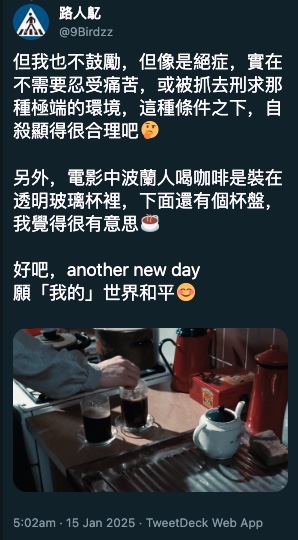 路人髧
@9Birdzz
但我也不鼓勵，但像是絕症，實在
不需要忍受痛苦，或被抓去刑求那
種極端的環境，這種條件之下，自
殺顯得很合理吧🤔
另外，電影中波蘭人喝咖啡是裝在
透明玻璃杯裡，下面還有個杯盤，
我覺得很有意思☕
好吧，another new day
願「我的」世界和平😊
5:02am · 15 Jan 2025 · TweetDeck Web App